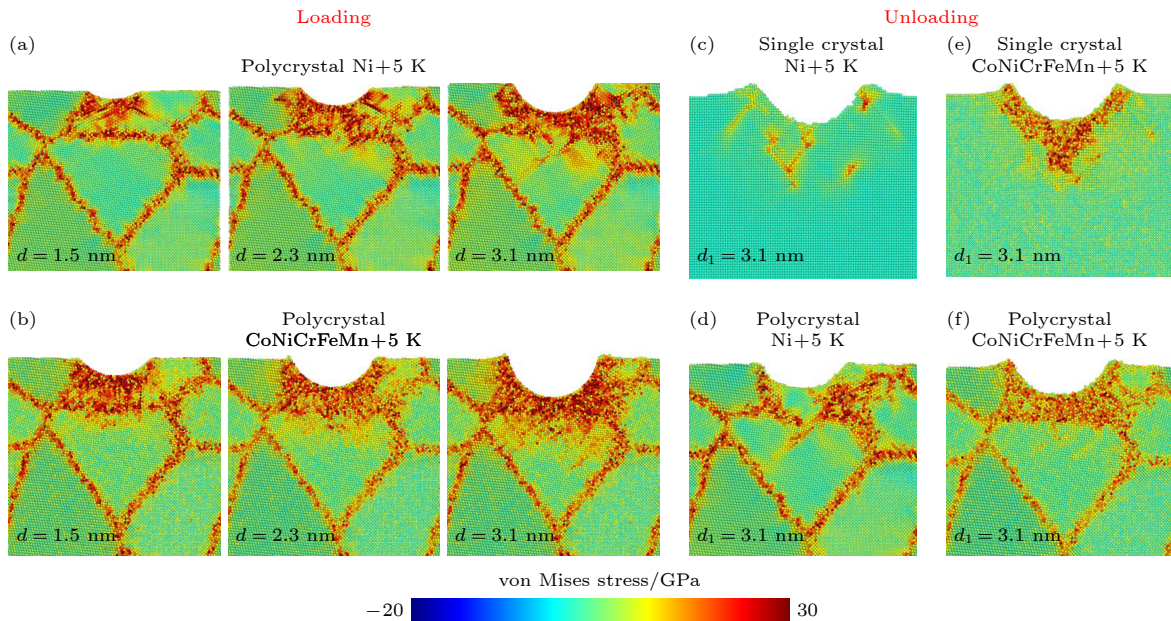 Loading
Unloading
(a)
Polycrystal Ni+5 K
d = 1.5 nm
d = 2.3 nm
d = 3.1 nm
(c)
Single crystal
Ni+5 K
d₁ = 3.1 nm
(e)
Single crystal
CoNiCrFeMn+5 K
d₁ = 3.1 nm
(b)
Polycrystal
CoNiCrFeMn+5 K
d = 1.5 nm
d = 2.3 nm
d = 3.1 nm
(d)
Polycrystal
Ni+5 K
d₁ = 3.1 nm
(f)
Polycrystal
CoNiCrFeMn+5 K
d₁ = 3.1 nm
von Mises stress/GPa
−20
30